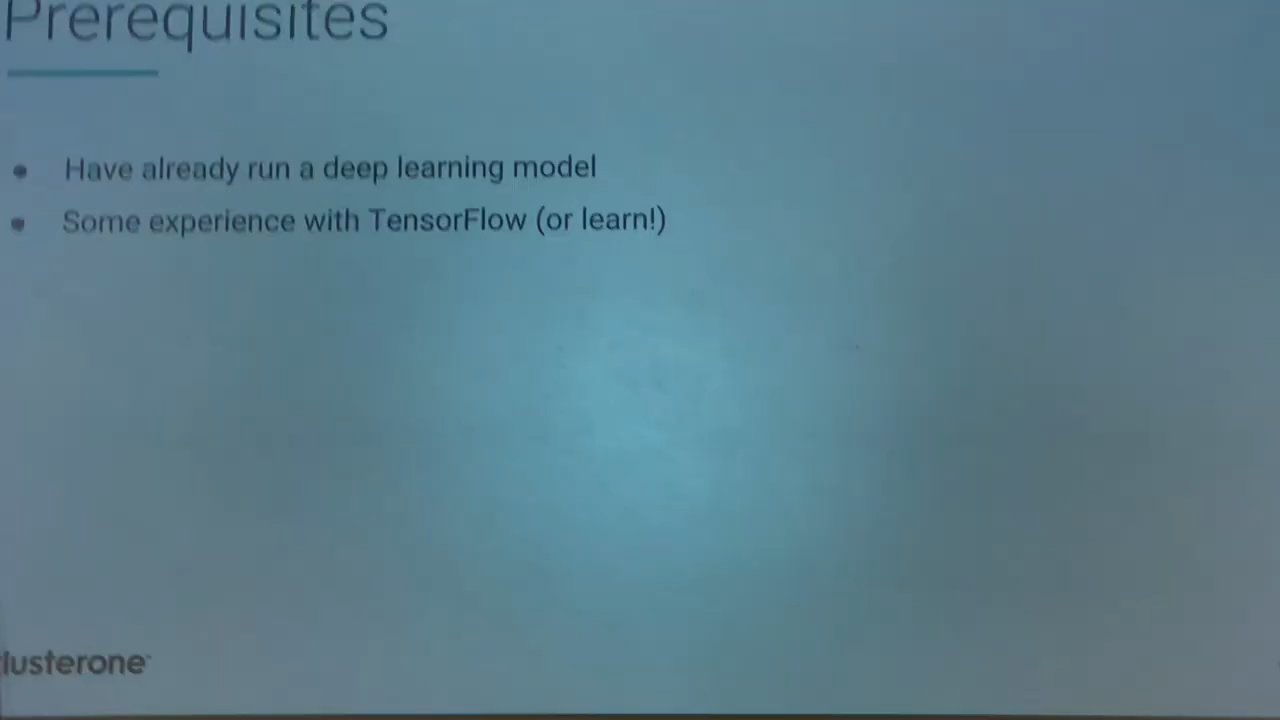 Prerequisites
• Have already run a deep learning model
• Some experience with TensorFlow (or learn!)
lusterone